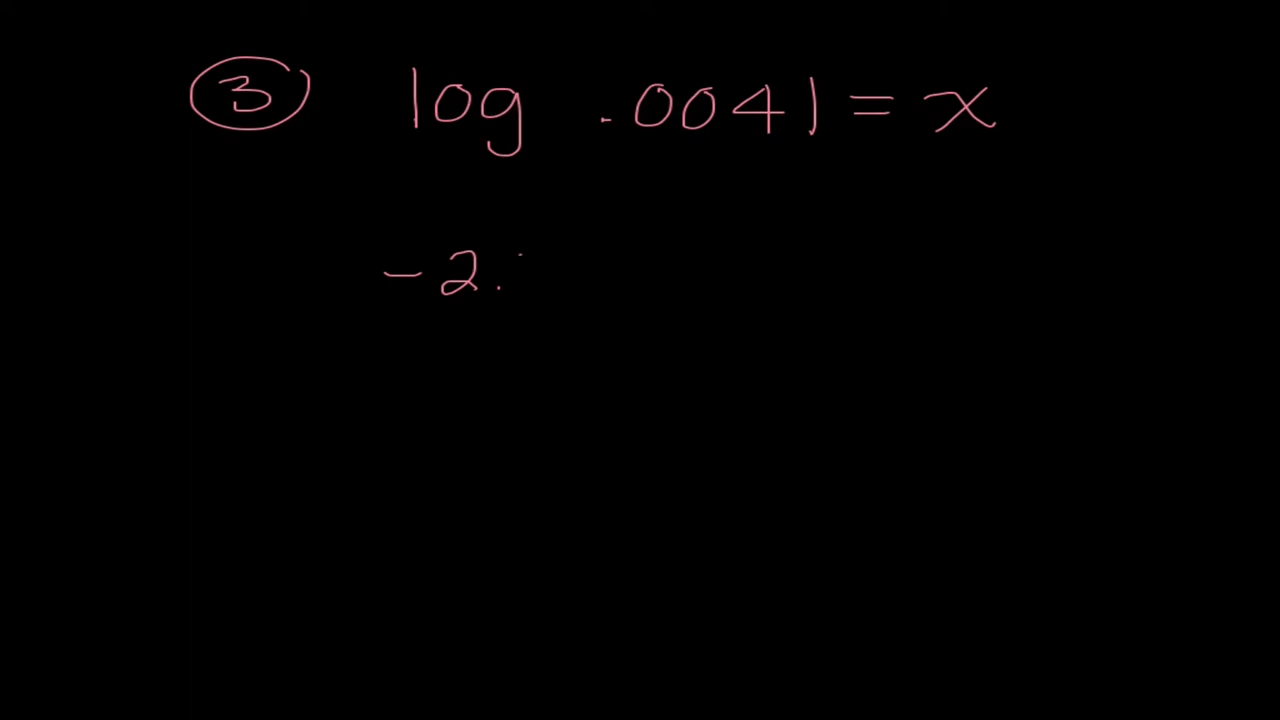 ③ log .0041 = x
-2.